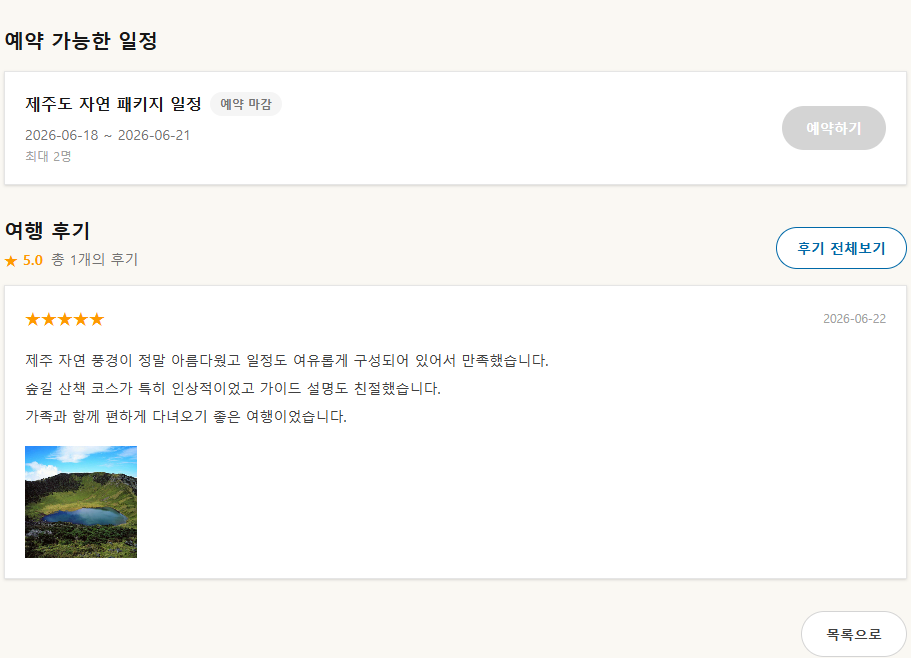 예약 가능한 일정
제주도 자연 패키지 일정 예약 마감
2026-06-18 ~ 2026-06-21
최대 2명
예약하기
여행 후기
★ 5.0 총 1개의 후기
후기 전체보기
★★★★★
2026-06-22
제주 자연 풍경이 정말 아름다웠고 일정도 여유롭게 구성되어 있어서 만족했습니다.
숲길 산책 코스가 특히 인상적이었고 가이드 설명도 친절했습니다.
가족과 함께 편하게 다녀오기 좋은 여행이었습니다.
목록으로